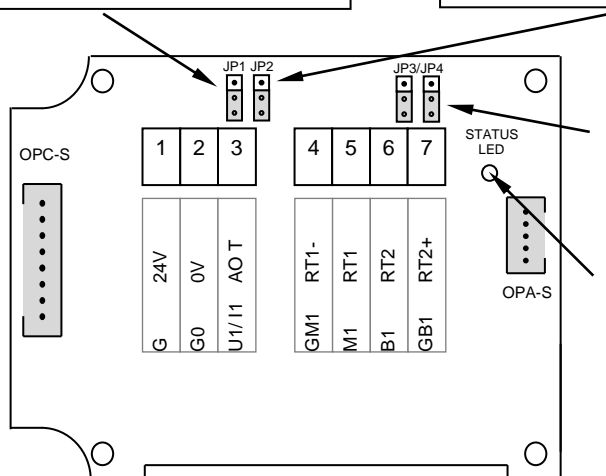 JP1 JP2
JP3/JP4
STATUS
LED
OPC-S
1 2 3 4 5 6 7
G 24V
G0 0V
U1/ I1 AO T
GM1 RT1-
M1 RT1
B1 RT2
GB1 RT2+
OPA-S